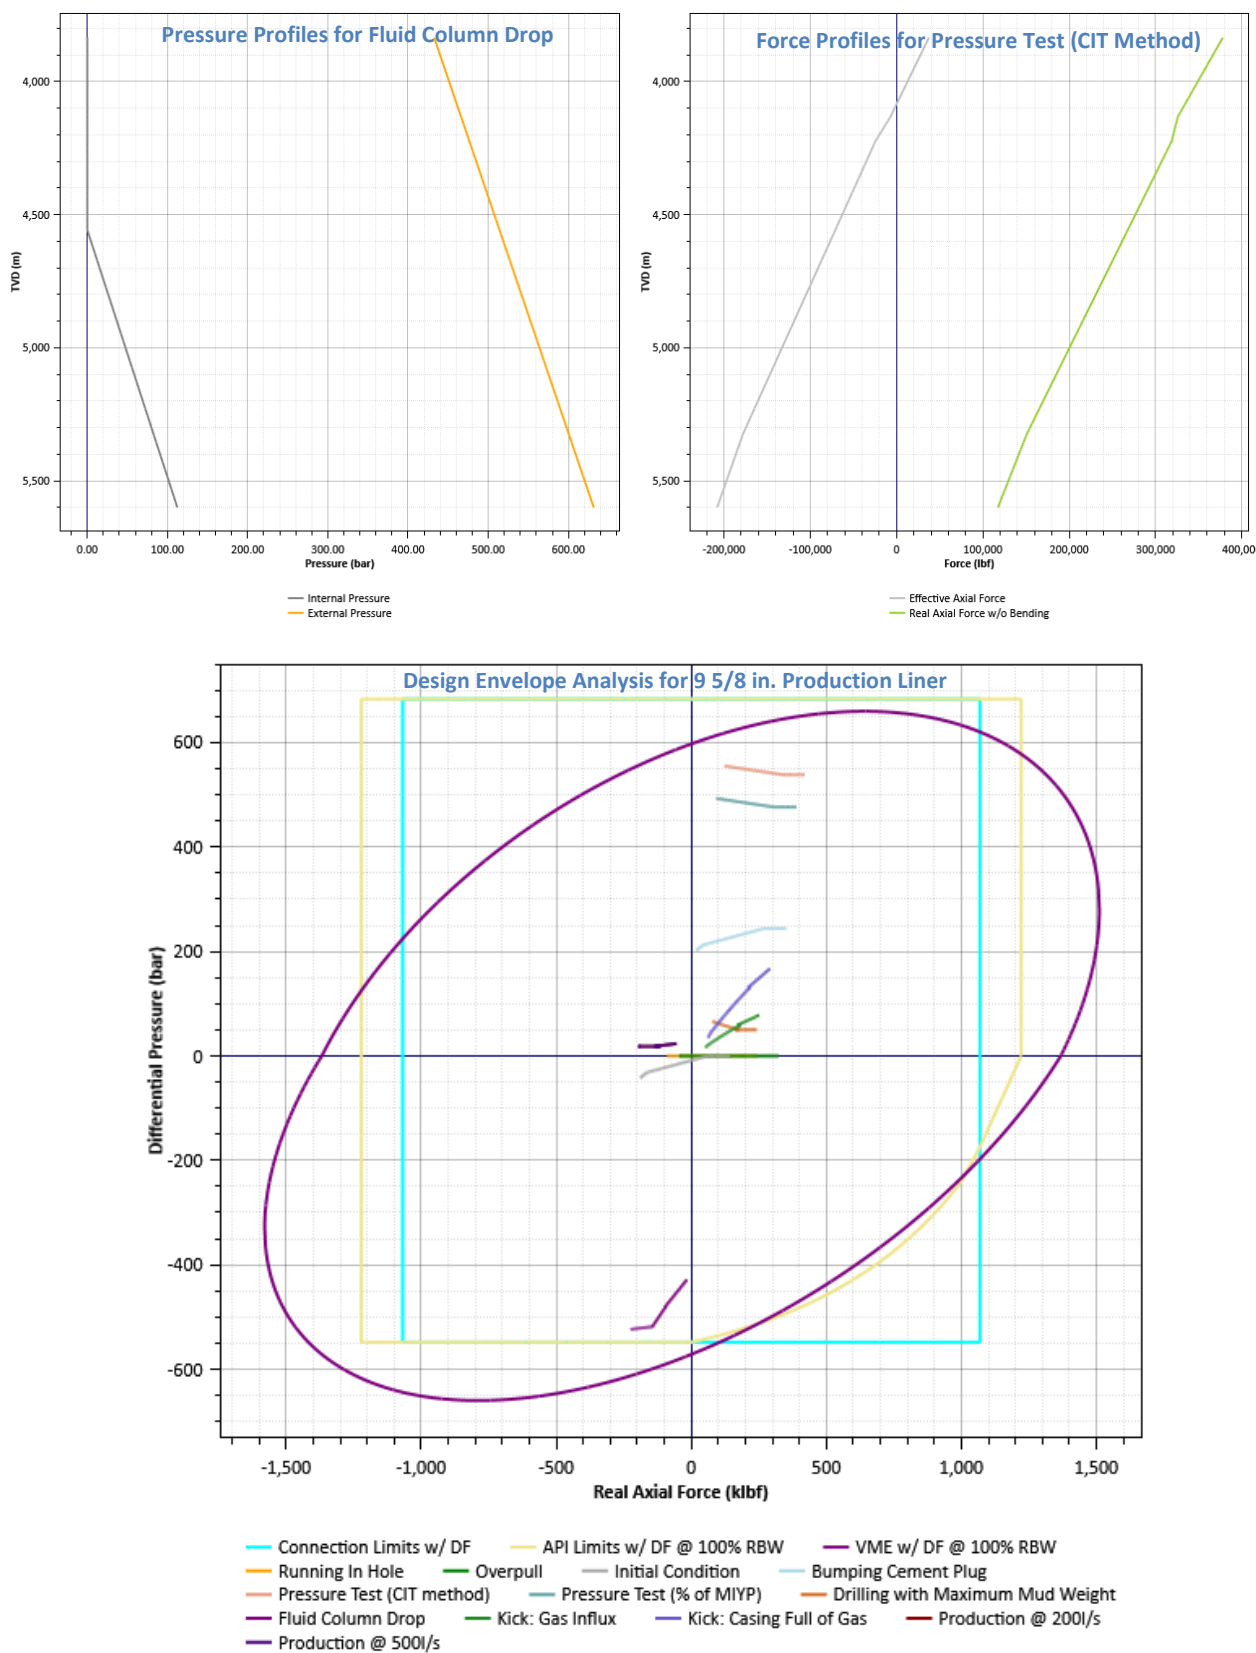 Pressure Profiles for Fluid Column Drop
4,000
4,500
5,000
5,500
TVD (m)
0.00 100.00 200.00 300.00 400.00 500.00 600.00
Pressure (bar)
Internal Pressure
External Pressure
Force Profiles for Pressure Test (CIT Method)
4,000
4,500
5,000
5,500
TVD (m)
-200,000 -100,000 0 100,000 200,000 300,000 400,00
Force (lbf)
Effective Axial Force
Real Axial Force w/o Bending
Design Envelope Analysis for 9 5/8 in. Production Liner
600
400
200
0
-200
-400
-600
Differential Pressure (bar)
-1,500 -1,000 -500 0 500 1,000 1,500
Real Axial Force (klbf)
Connection Limits w/ DF API Limits w/ DF @ 100% RBW VME w/ DF @ 100% RBW
Running In Hole Overpull Initial Condition Bumping Cement Plug
Pressure Test (CIT method) Pressure Test (% of MIYP) Drilling with Maximum Mud Weight
Fluid Column Drop Kick: Gas Influx Kick: Casing Full of Gas Production @ 200l/s
Production @ 500l/s